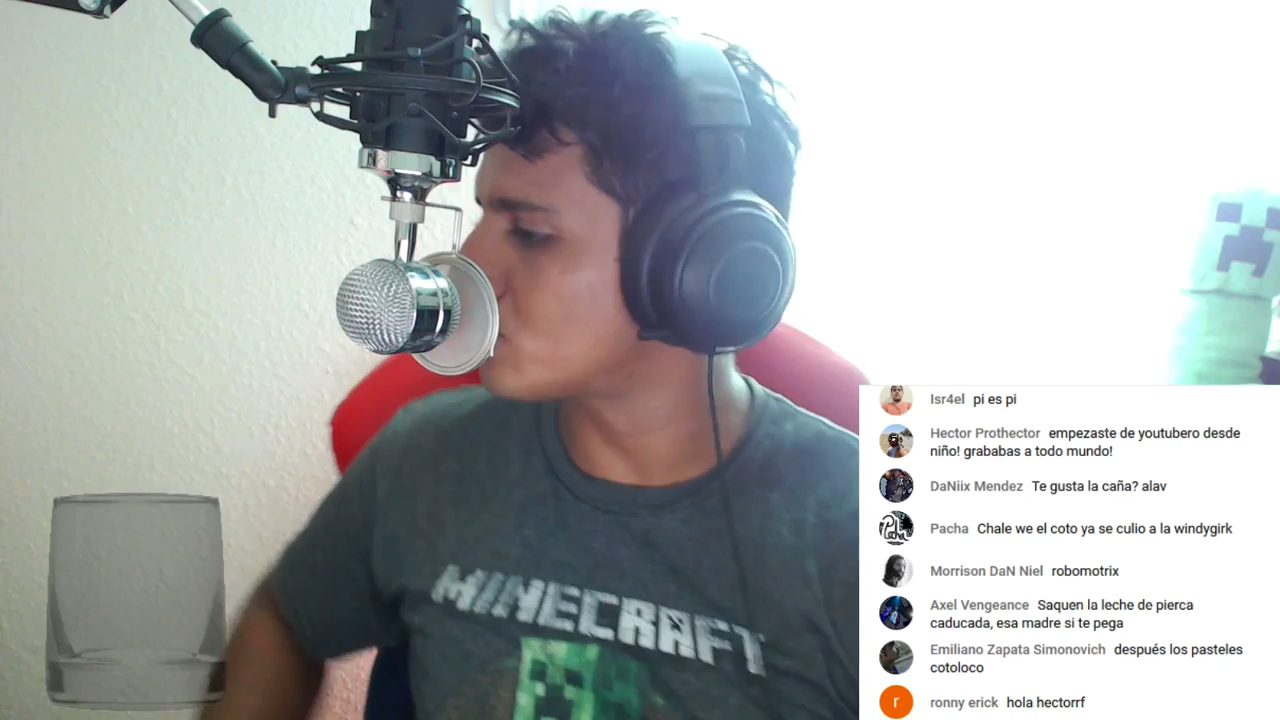 MINECRAFT
Isr4el pi es pi
Hector Prothector empezaste de youtubero desde
niño! grababas a todo mundo!
DaNiix Mendez Te gusta la caña? alav
Pacha Chale we el coto ya se culio a la windygirk
Morrison DaN Niel robomotrix
Axel Vengeance Saquen la leche de pierca
caducada, esa madre si te pega
Emiliano Zapata Simonovich después los pasteles
cotoloco
r ronny erick hola hectorrf